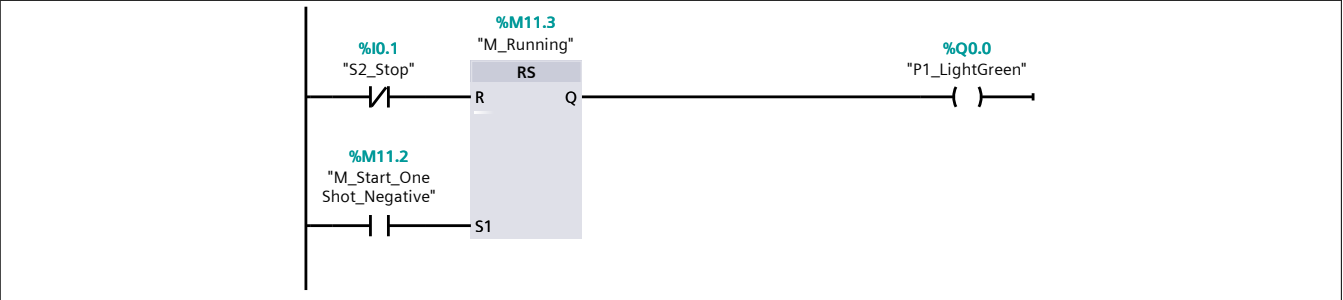 %M11.3
"M_Running"
%I0.1
"S2_Stop"
%Q0.0
"P1_LightGreen"
RS
R
Q
%M11.2
"M_Start_One
Shot_Negative"
S1